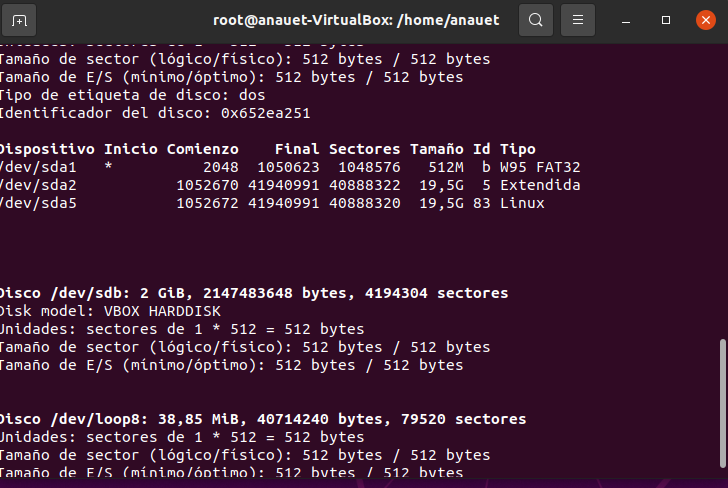 root@anauet-VirtualBox: /home/anauet
Unidades: sectores de 1 * 512 = 512 bytes
Tamaño de sector (lógico/físico): 512 bytes / 512 bytes
Tamaño de E/S (mínimo/óptimo): 512 bytes / 512 bytes
Tipo de etiqueta de disco: dos
Identificador del disco: 0x652ea251
Dispositivo Inicio Comienzo Final Sectores Tamaño Id Tipo
/dev/sda1 * 2048 1050623 1048576 512M b W95 FAT32
/dev/sda2 1052670 41940991 40888322 19,5G 5 Extendida
/dev/sda5 1052672 41940991 40888320 19,5G 83 Linux
Disco /dev/sdb: 2 GiB, 2147483648 bytes, 4194304 sectores
Disk model: VBOX HARDDISK
Unidades: sectores de 1 * 512 = 512 bytes
Tamaño de sector (lógico/físico): 512 bytes / 512 bytes
Tamaño de E/S (mínimo/óptimo): 512 bytes / 512 bytes
Disco /dev/loop8: 38,85 MiB, 40714240 bytes, 79520 sectores
Unidades: sectores de 1 * 512 = 512 bytes
Tamaño de sector (lógico/físico): 512 bytes / 512 bytes
Tamaño de E/S (mínimo/óptimo): 512 bytes / 512 bytes